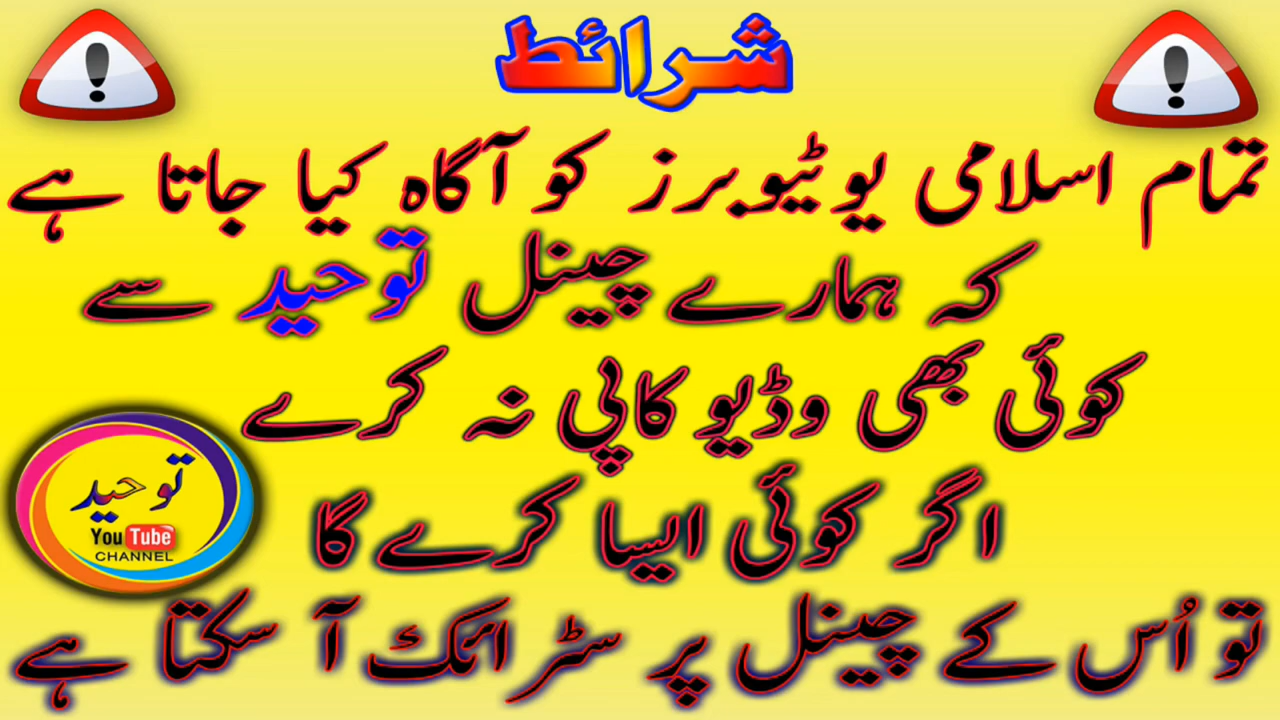 شرائط
تمام اسلامی یوٹیوبرز کو آگاہ کیا جاتا ہے
کہ ہمارے چینل توحید سے
کوئی بھی وڈیو کاپی نہ کرے
اگر کوئی ایسا کرے گا
تو اُس کے چینل پر سٹرائک آ سکتا ہے
توحید
YouTube
CHANNEL